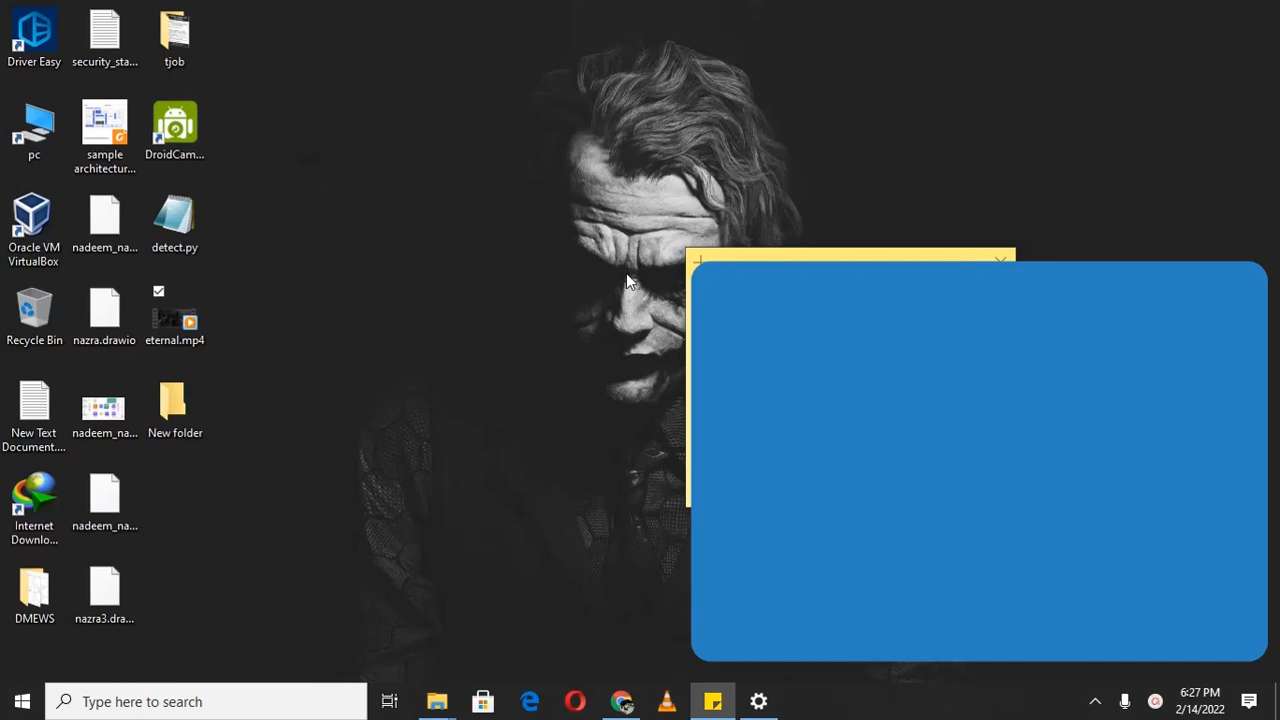 Driver Easy
security_sta...
tjob
pc
sample
architectur...
DroidCam...
Oracle VM
VirtualBox
nadeem_na...
detect.py
Recycle Bin
nazra.drawio
eternal.mp4
New Text
Document....
nadeem_na...
New folder
Internet
Downlo...
nadeem_na...
DMEWS
nazra3.dra...
Type here to search
6:27 PM
2/14/2022